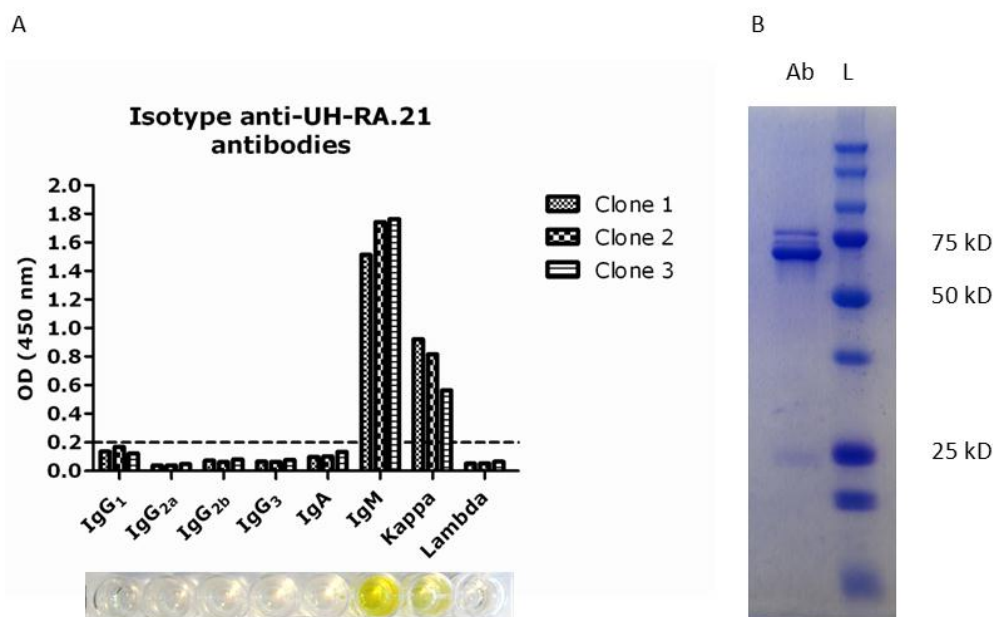 A
B
Ab L
Isotype anti-UH-RA.21
antibodies
2.0
1.8
1.6
1.4
1.2
1.0
0.8
0.6
0.4
0.2
0.0
OD (450 nm)
IgG₁
IgG₂a
IgG₂b
IgG₃
IgA
IgM
Kappa
Lambda
Clone 1
Clone 2
Clone 3
75 kD
50 kD
25 kD